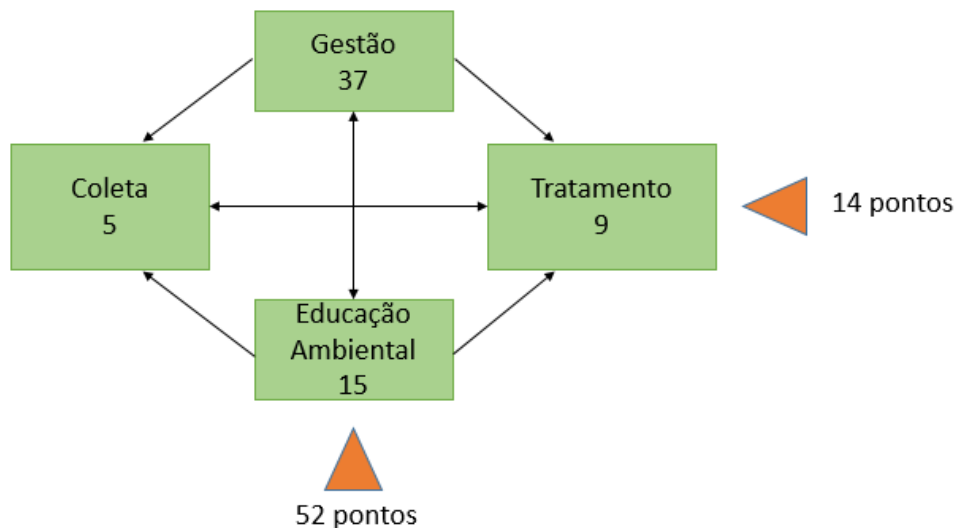 Gestão
37
Coleta
5
Tratamento
9
14 pontos
Educação
Ambiental
15
52 pontos